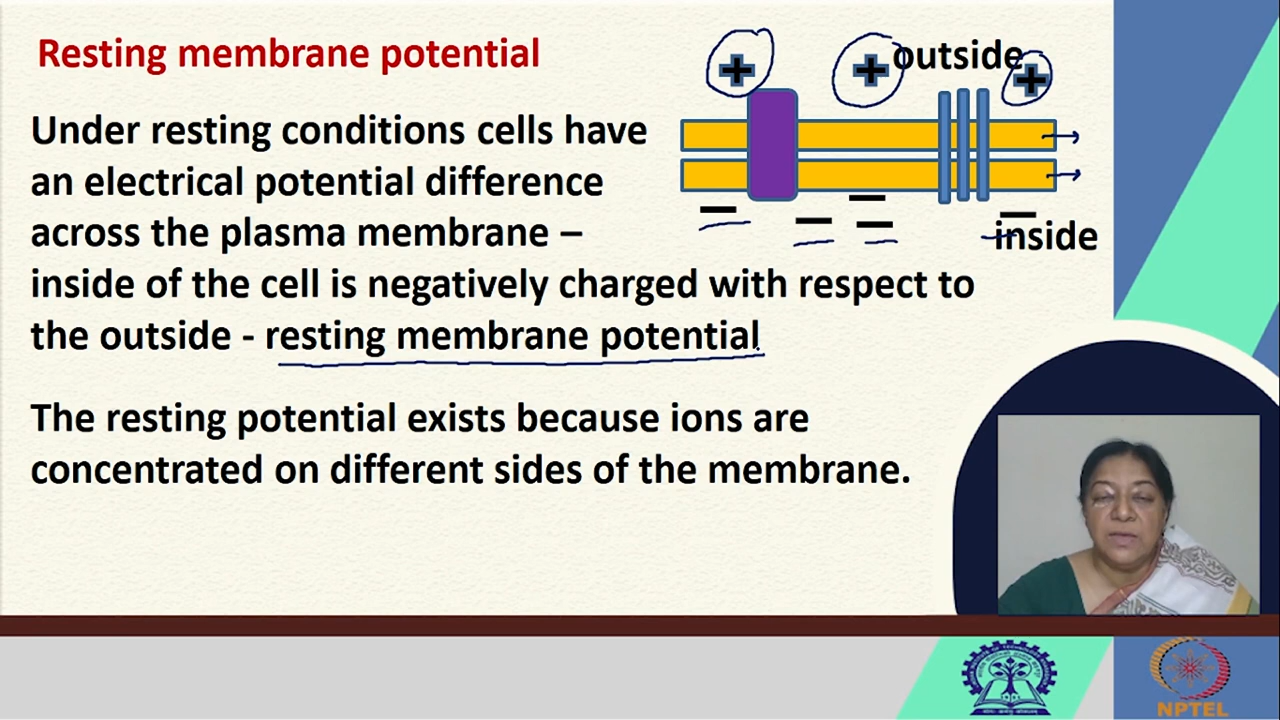 Resting membrane potential
outside
Under resting conditions cells have
an electrical potential difference
across the plasma membrane –
inside
inside of the cell is negatively charged with respect to
the outside - resting membrane potential
The resting potential exists because ions are
concentrated on different sides of the membrane.
NPTEL